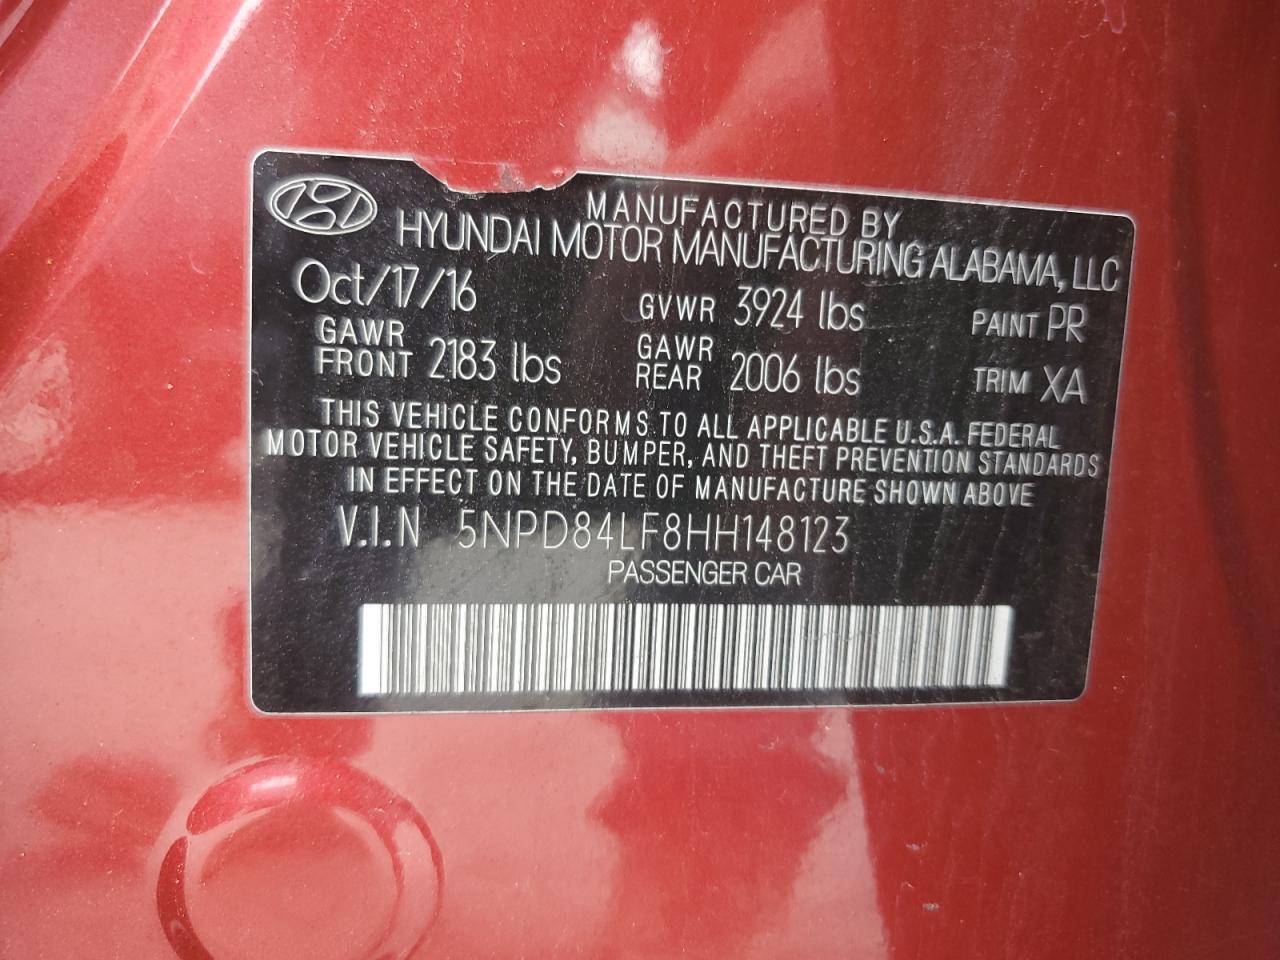 MANUFACTURED BY
HYUNDAI MOTOR MANUFACTURING ALABAMA, LLC
Oct/17/16 GVWR 3924 lbs PAINT PR
GAWR FRONT 2183 lbs GAWR REAR 2006 lbs TRIM XA
THIS VEHICLE CONFORMS TO ALL APPLICABLE U.S.A. FEDERAL
MOTOR VEHICLE SAFETY, BUMPER, AND THEFT PREVENTION STANDARDS
IN EFFECT ON THE DATE OF MANUFACTURE SHOWN ABOVE
V.I.N 5NPD84LF8HH148123
PASSENGER CAR